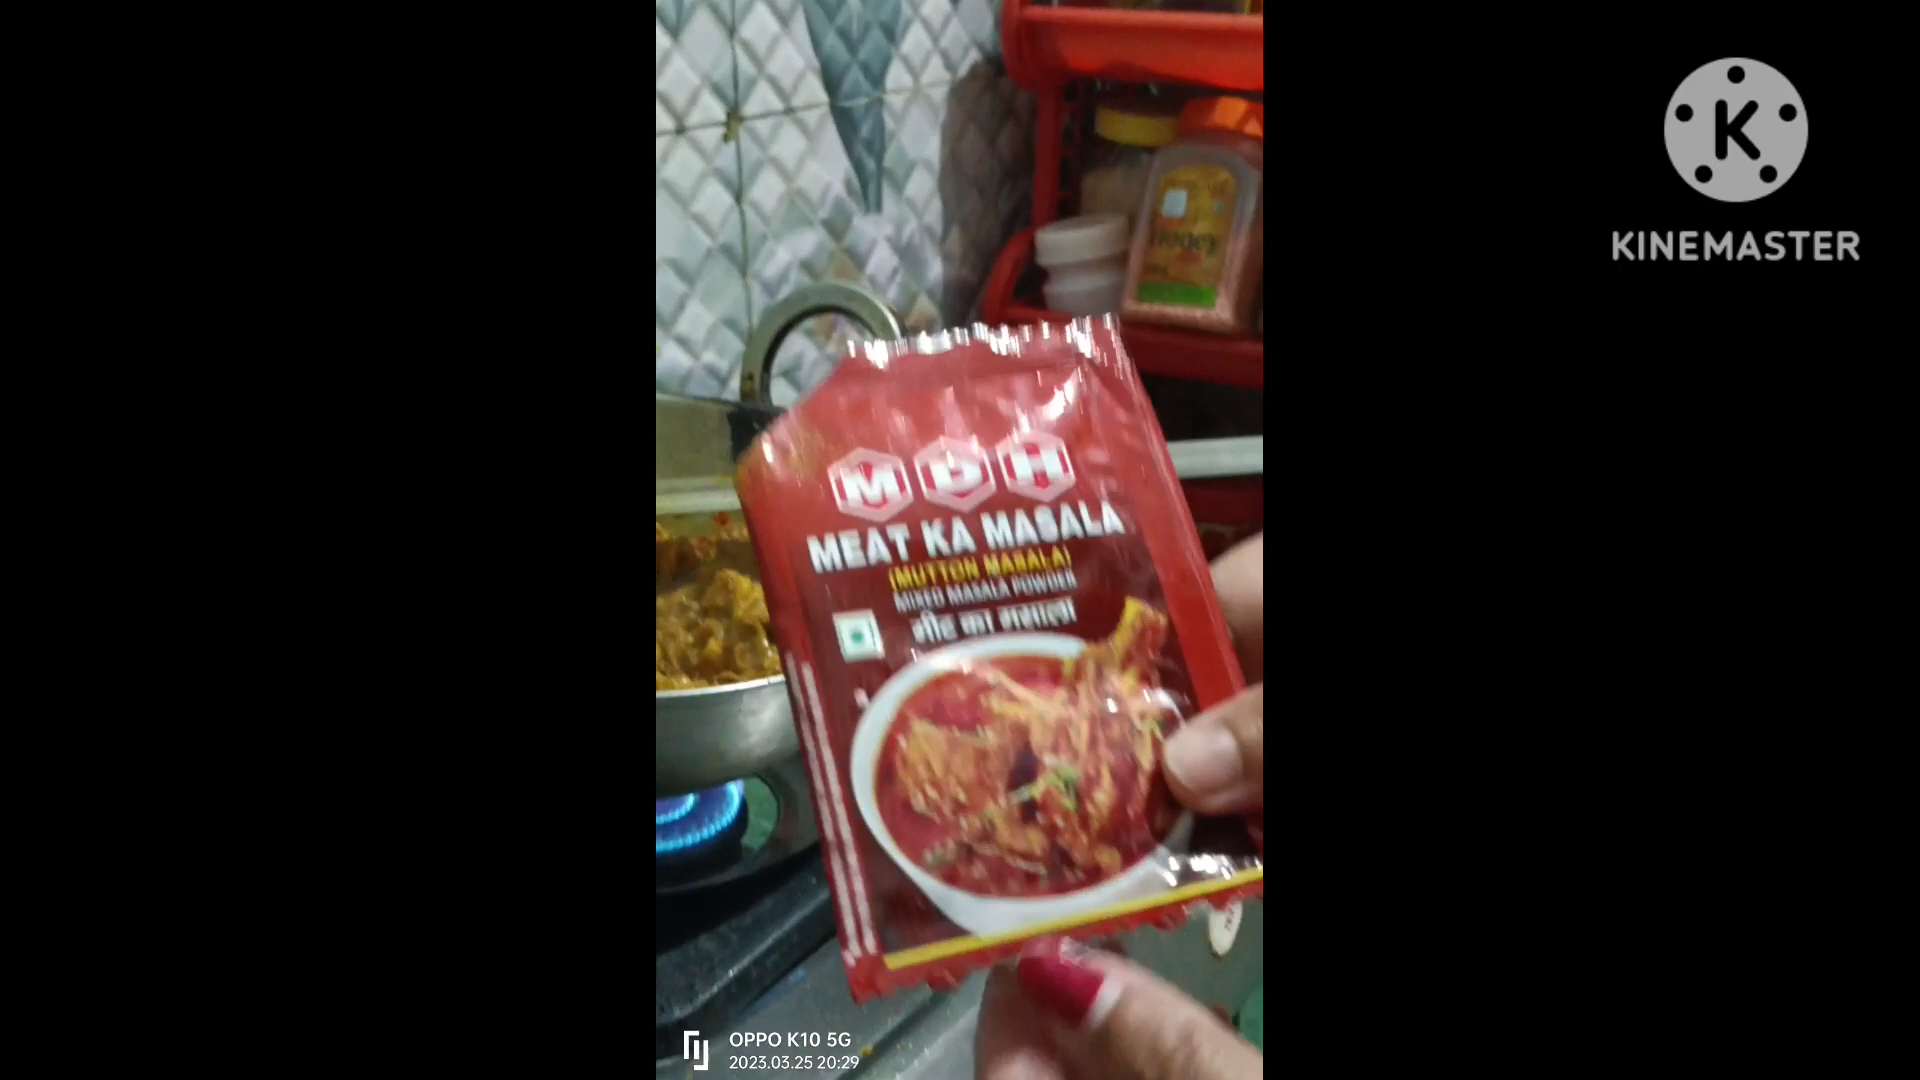 K
KINEMASTER
Honey
MDH
MEAT KA MASALA
(MUTTON MASALA)
MIXED MASALA POWDER
मीट का मसाला
OPPO K10 5G
2023.03.25 20:29